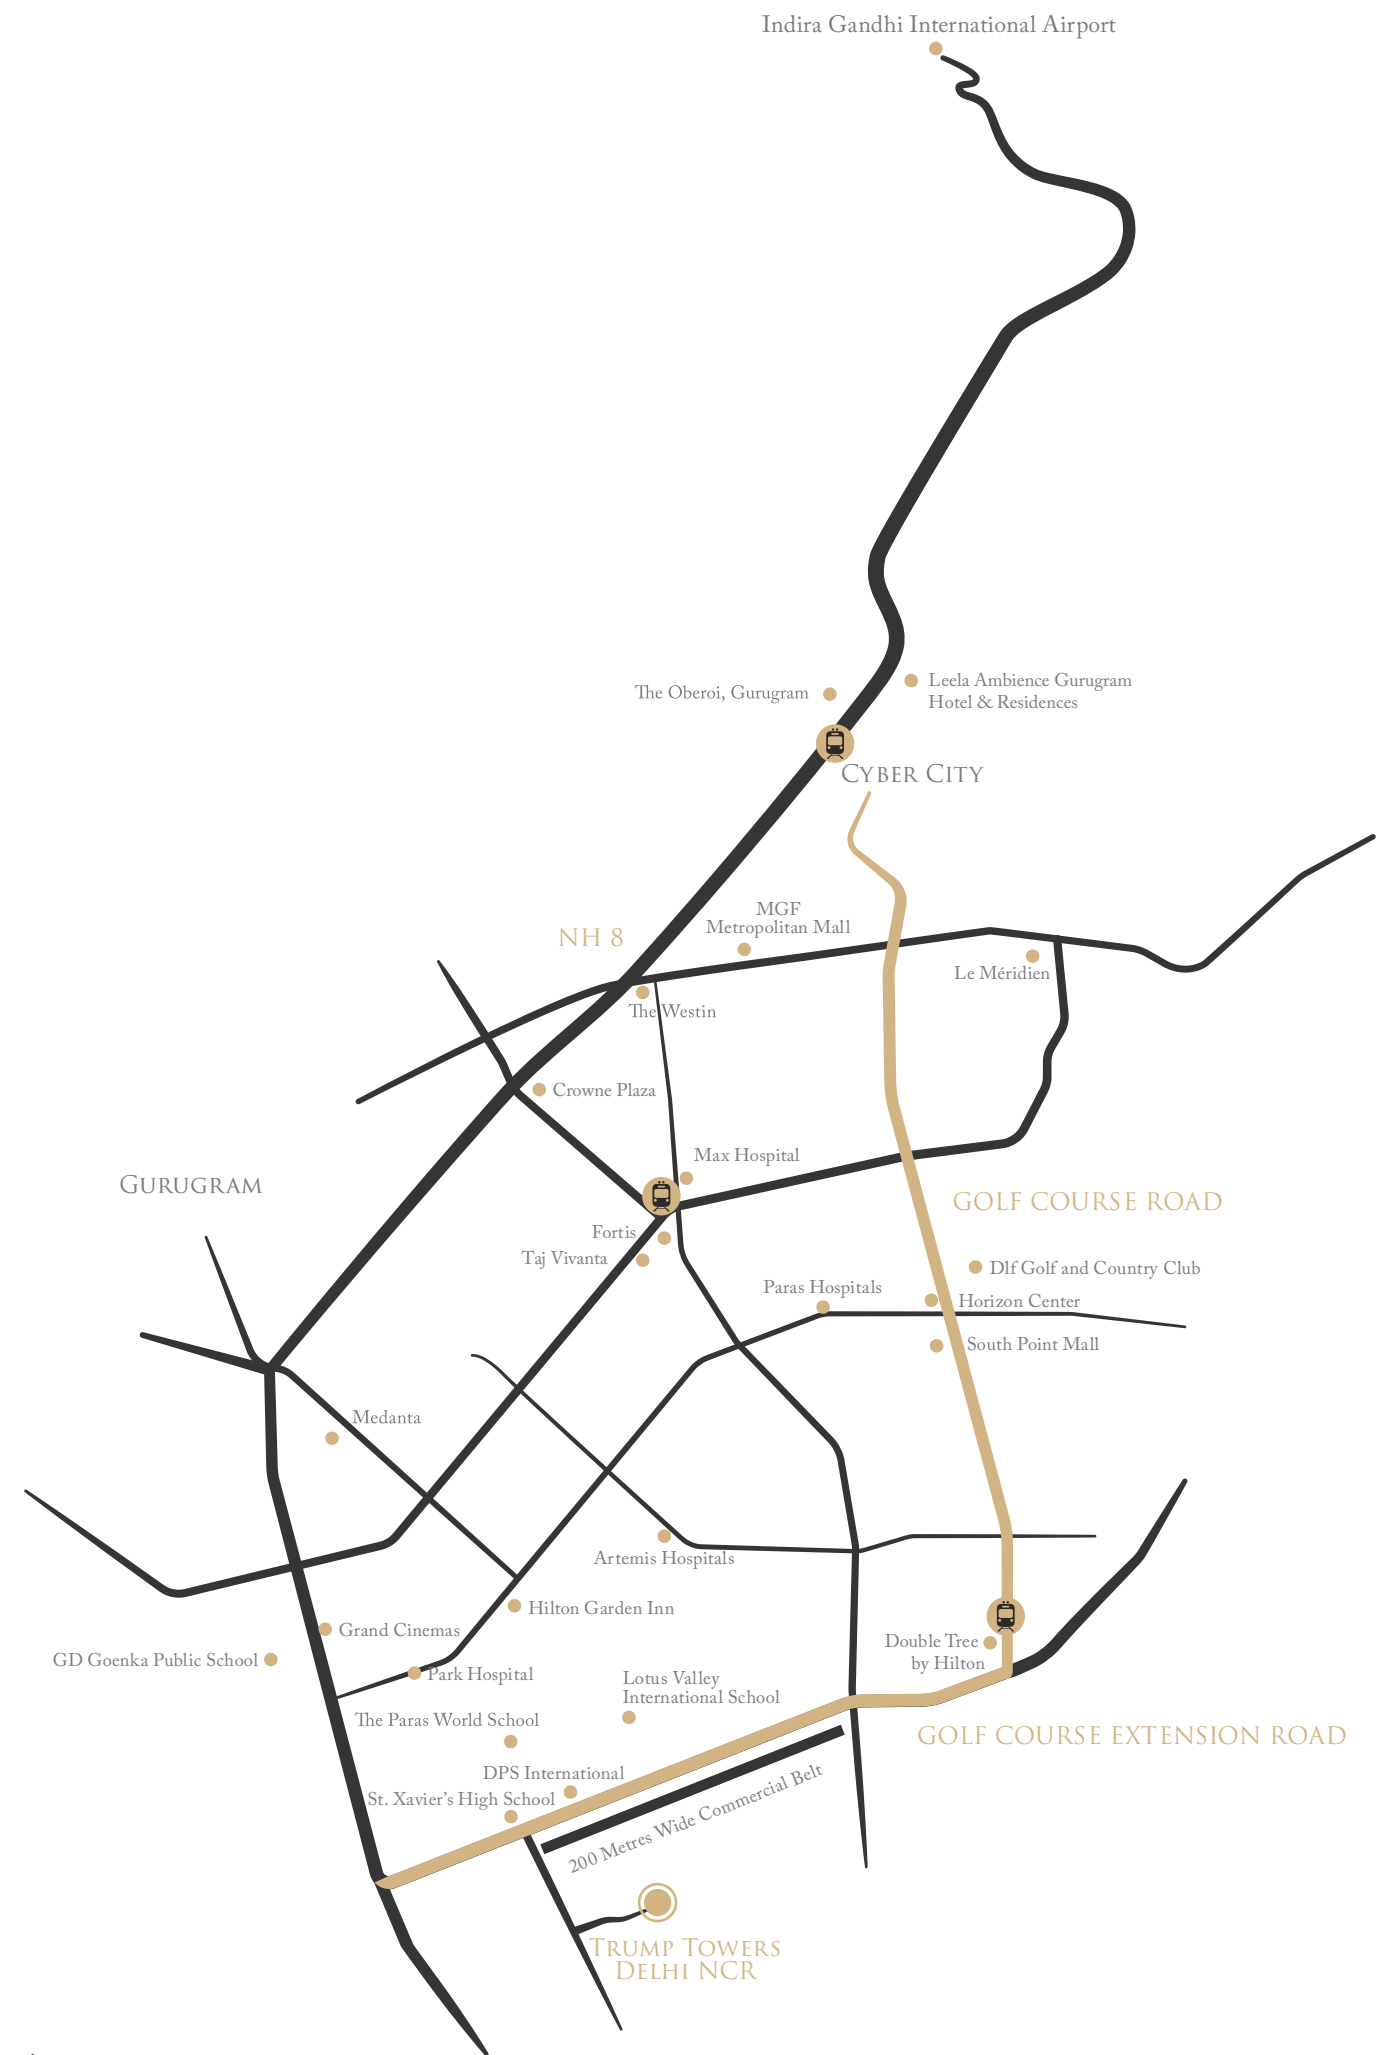 Indira Gandhi International Airport
The Oberoi, Gurugram
Leela Ambience Gurugram
Hotel & Residences
CYBER CITY
MGF
Metropolitan Mall
NH 8
Le Méridien
The Westin
Crowne Plaza
Max Hospital
GURUGRAM
GOLF COURSE ROAD
Fortis
Taj Vivanta
Dlf Golf and Country Club
Paras Hospitals
Horizon Center
South Point Mall
Medanta
Artemis Hospitals
Hilton Garden Inn
Grand Cinemas
Double Tree
by Hilton
GD Goenka Public School
Park Hospital
Lotus Valley
International School
The Paras World School
GOLF COURSE EXTENSION ROAD
DPS International
St. Xavier's High School
200 Metres Wide Commercial Belt
TRUMP TOWERS
DELHI NCR